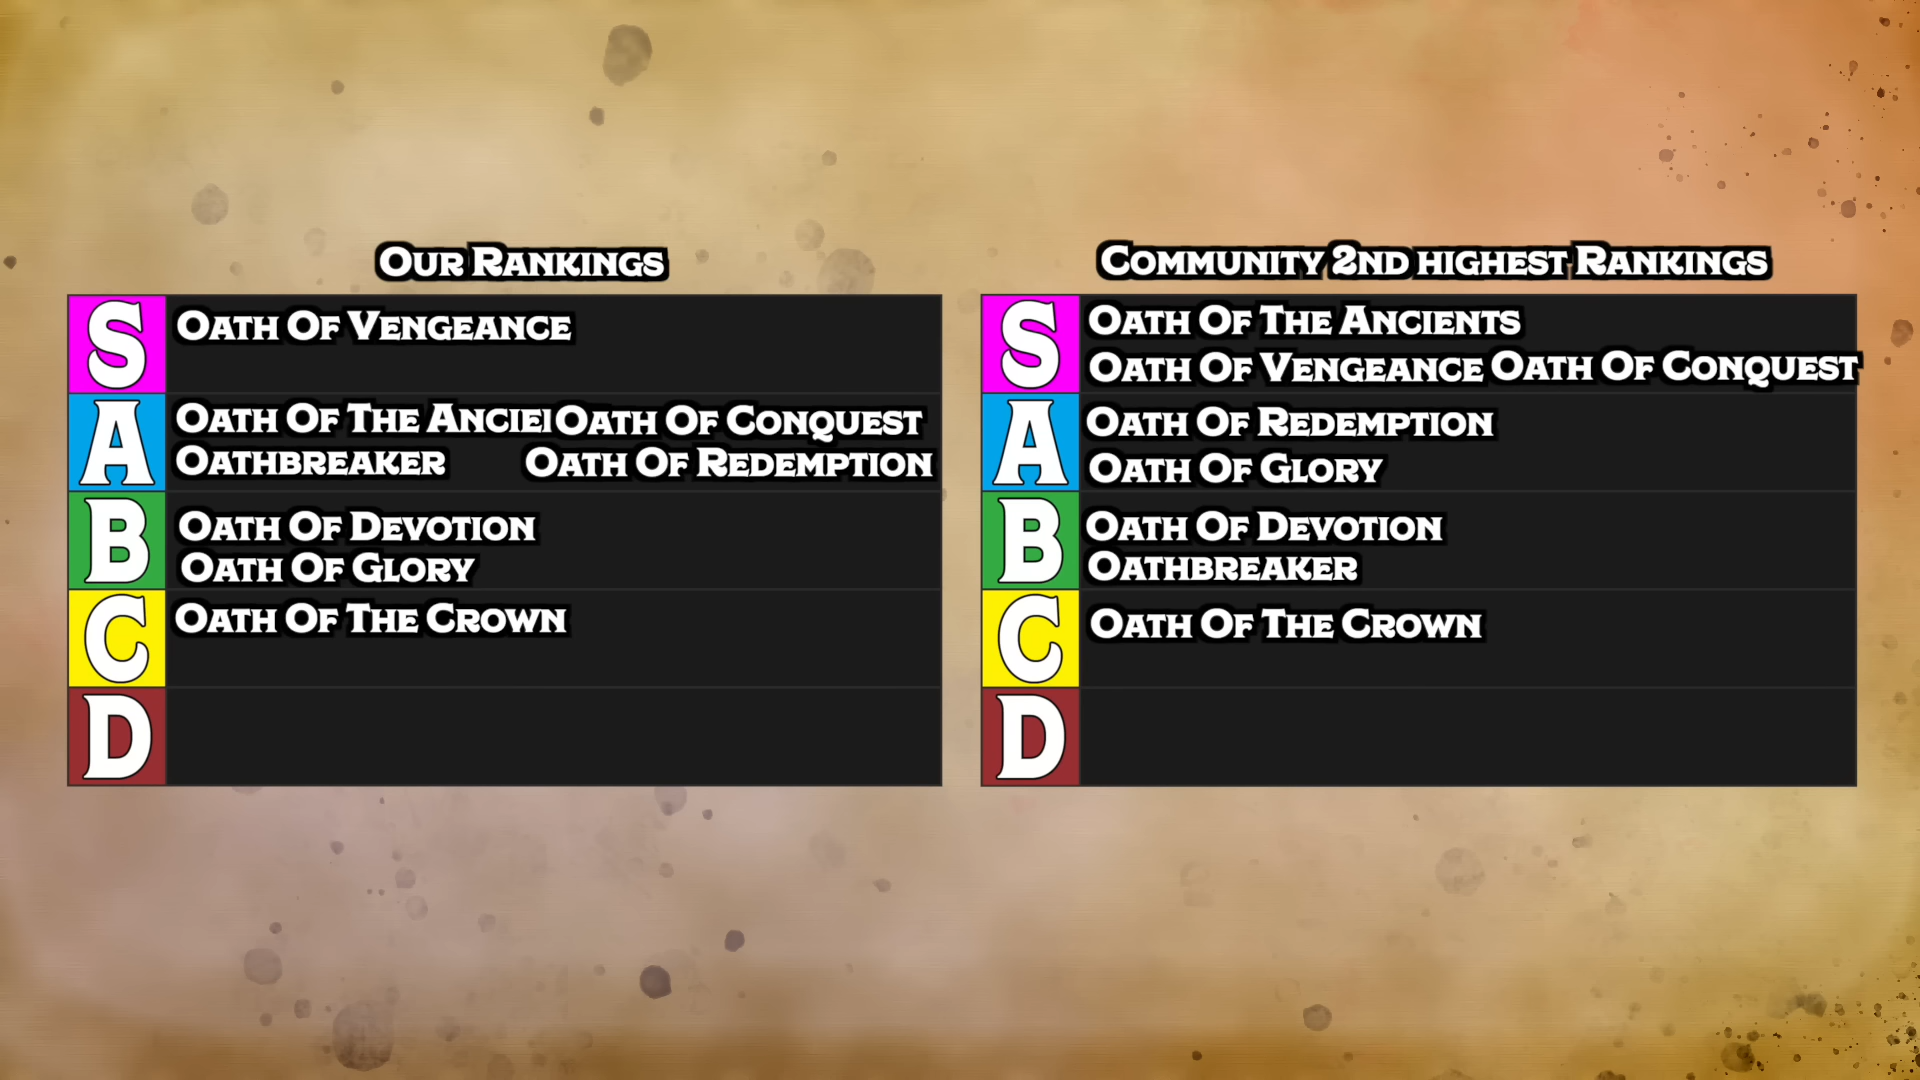 Our Rankings
S Oath Of Vengeance
A Oath Of The Anciei Oath Of Conquest
Oathbreaker Oath Of Redemption
B Oath Of Devotion
Oath Of Glory
C Oath Of The Crown
D
Community 2nd highest Rankings
S Oath Of The Ancients
Oath Of Vengeance Oath Of Conquest
A Oath Of Redemption
Oath Of Glory
B Oath Of Devotion
Oathbreaker
C Oath Of The Crown
D